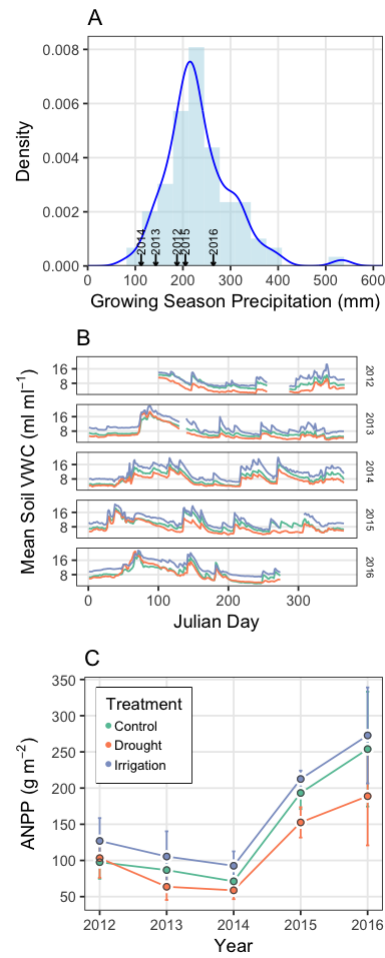 A
0.008
0.006
0.004
0.002
0.000
Density
2014
2013
2012
2015
2016
0 100 200 300 400 500 600
Growing Season Precipitation (mm)
B
Mean Soil VWC (ml ml⁻¹)
16
8
2012
16
8
2013
16
8
2014
16
8
2015
16
8
2016
0 100 200 300
Julian Day
C
350
300
250
200
150
100
50
ANPP (g m⁻²)
Treatment
Control
Drought
Irrigation
2012 2013 2014 2015 2016
Year